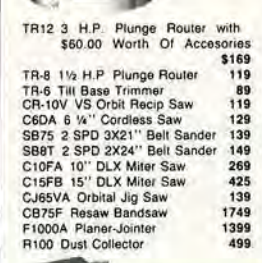 TR12 3 H.P. Plunge Router with
$60.00 Worth Of Accesories
$169
TR-8 1½ H.P Plunge Router 119
TR-6 Till Base Trimmer 89
CR-10V VS Orbit Recip Saw 119
C6DA 6 ¼" Cordless Saw 129
SB75 2 SPD 3X21" Belt Sander 139
SB8T 2 SPD 2X24" Belt Sander 149
C10FA 10" DLX Miter Saw 269
C15FB 15" DLX Miter Saw 425
CJ65VA Orbital Jig Saw 139
CB75F Resaw Bandsaw 1749
F1000A Planer-Jointer 1399
R100 Dust Collector 499